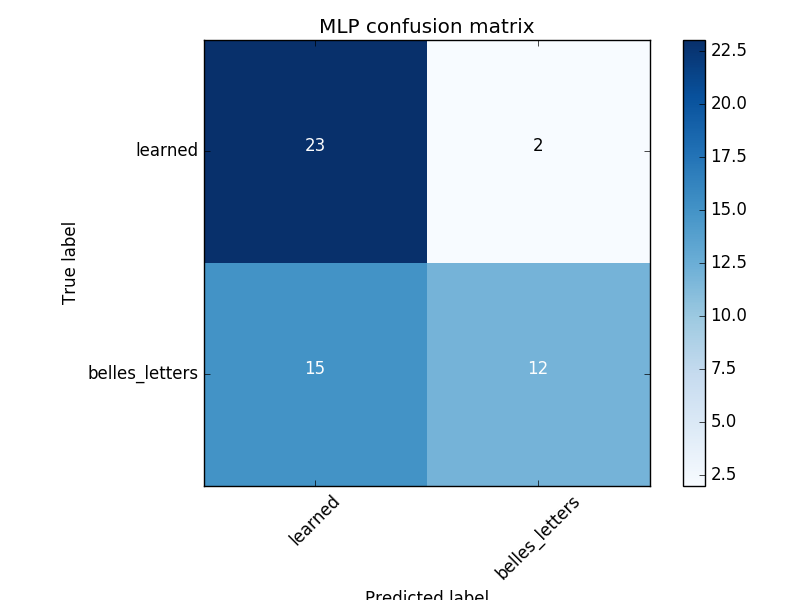 MLP confusion matrix
True label
learned
23
2
belles_letters
15
12
learned
belles_letters
Predicted label
22.5
20.0
17.5
15.0
12.5
10.0
7.5
5.0
2.5